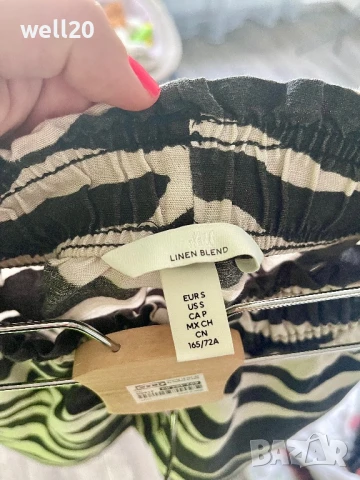 well20
LINEN BLEND
EUR S
US S
CA P
MX CH
CN
165/72A
BAZAR